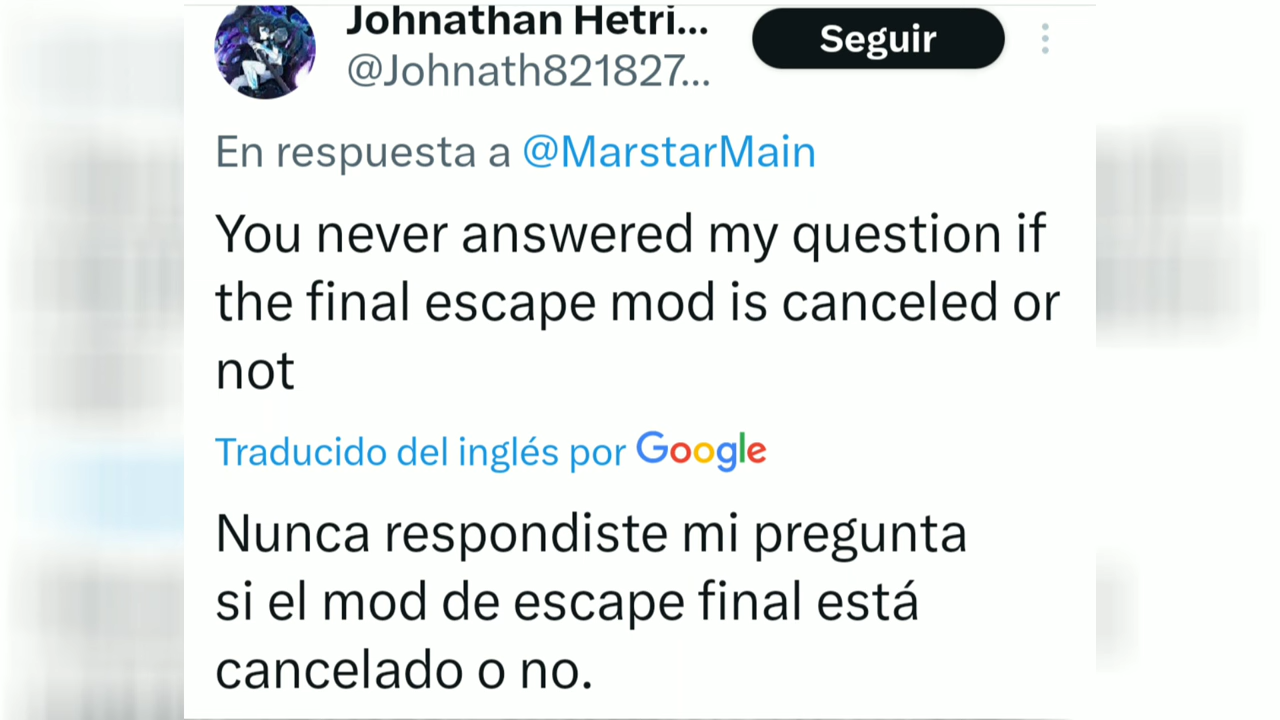 Johnathan Hetri...
Seguir
@Johnath821827...
En respuesta a @MarstarMain
You never answered my question if
the final escape mod is canceled or
not
Traducido del inglés por Google
Nunca respondiste mi pregunta
si el mod de escape final está
cancelado o no.